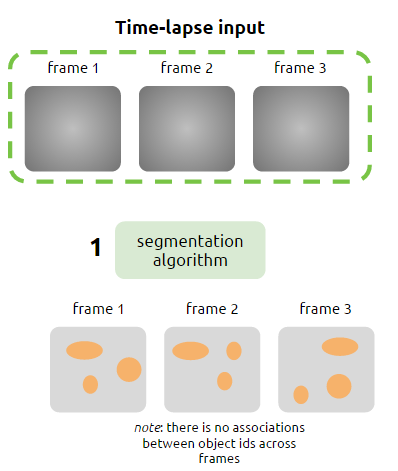 Time-lapse input
frame 1 frame 2 frame 3
1 segmentation
algorithm
frame 1 frame 2 frame 3
note: there is no associations
between object ids across
frames